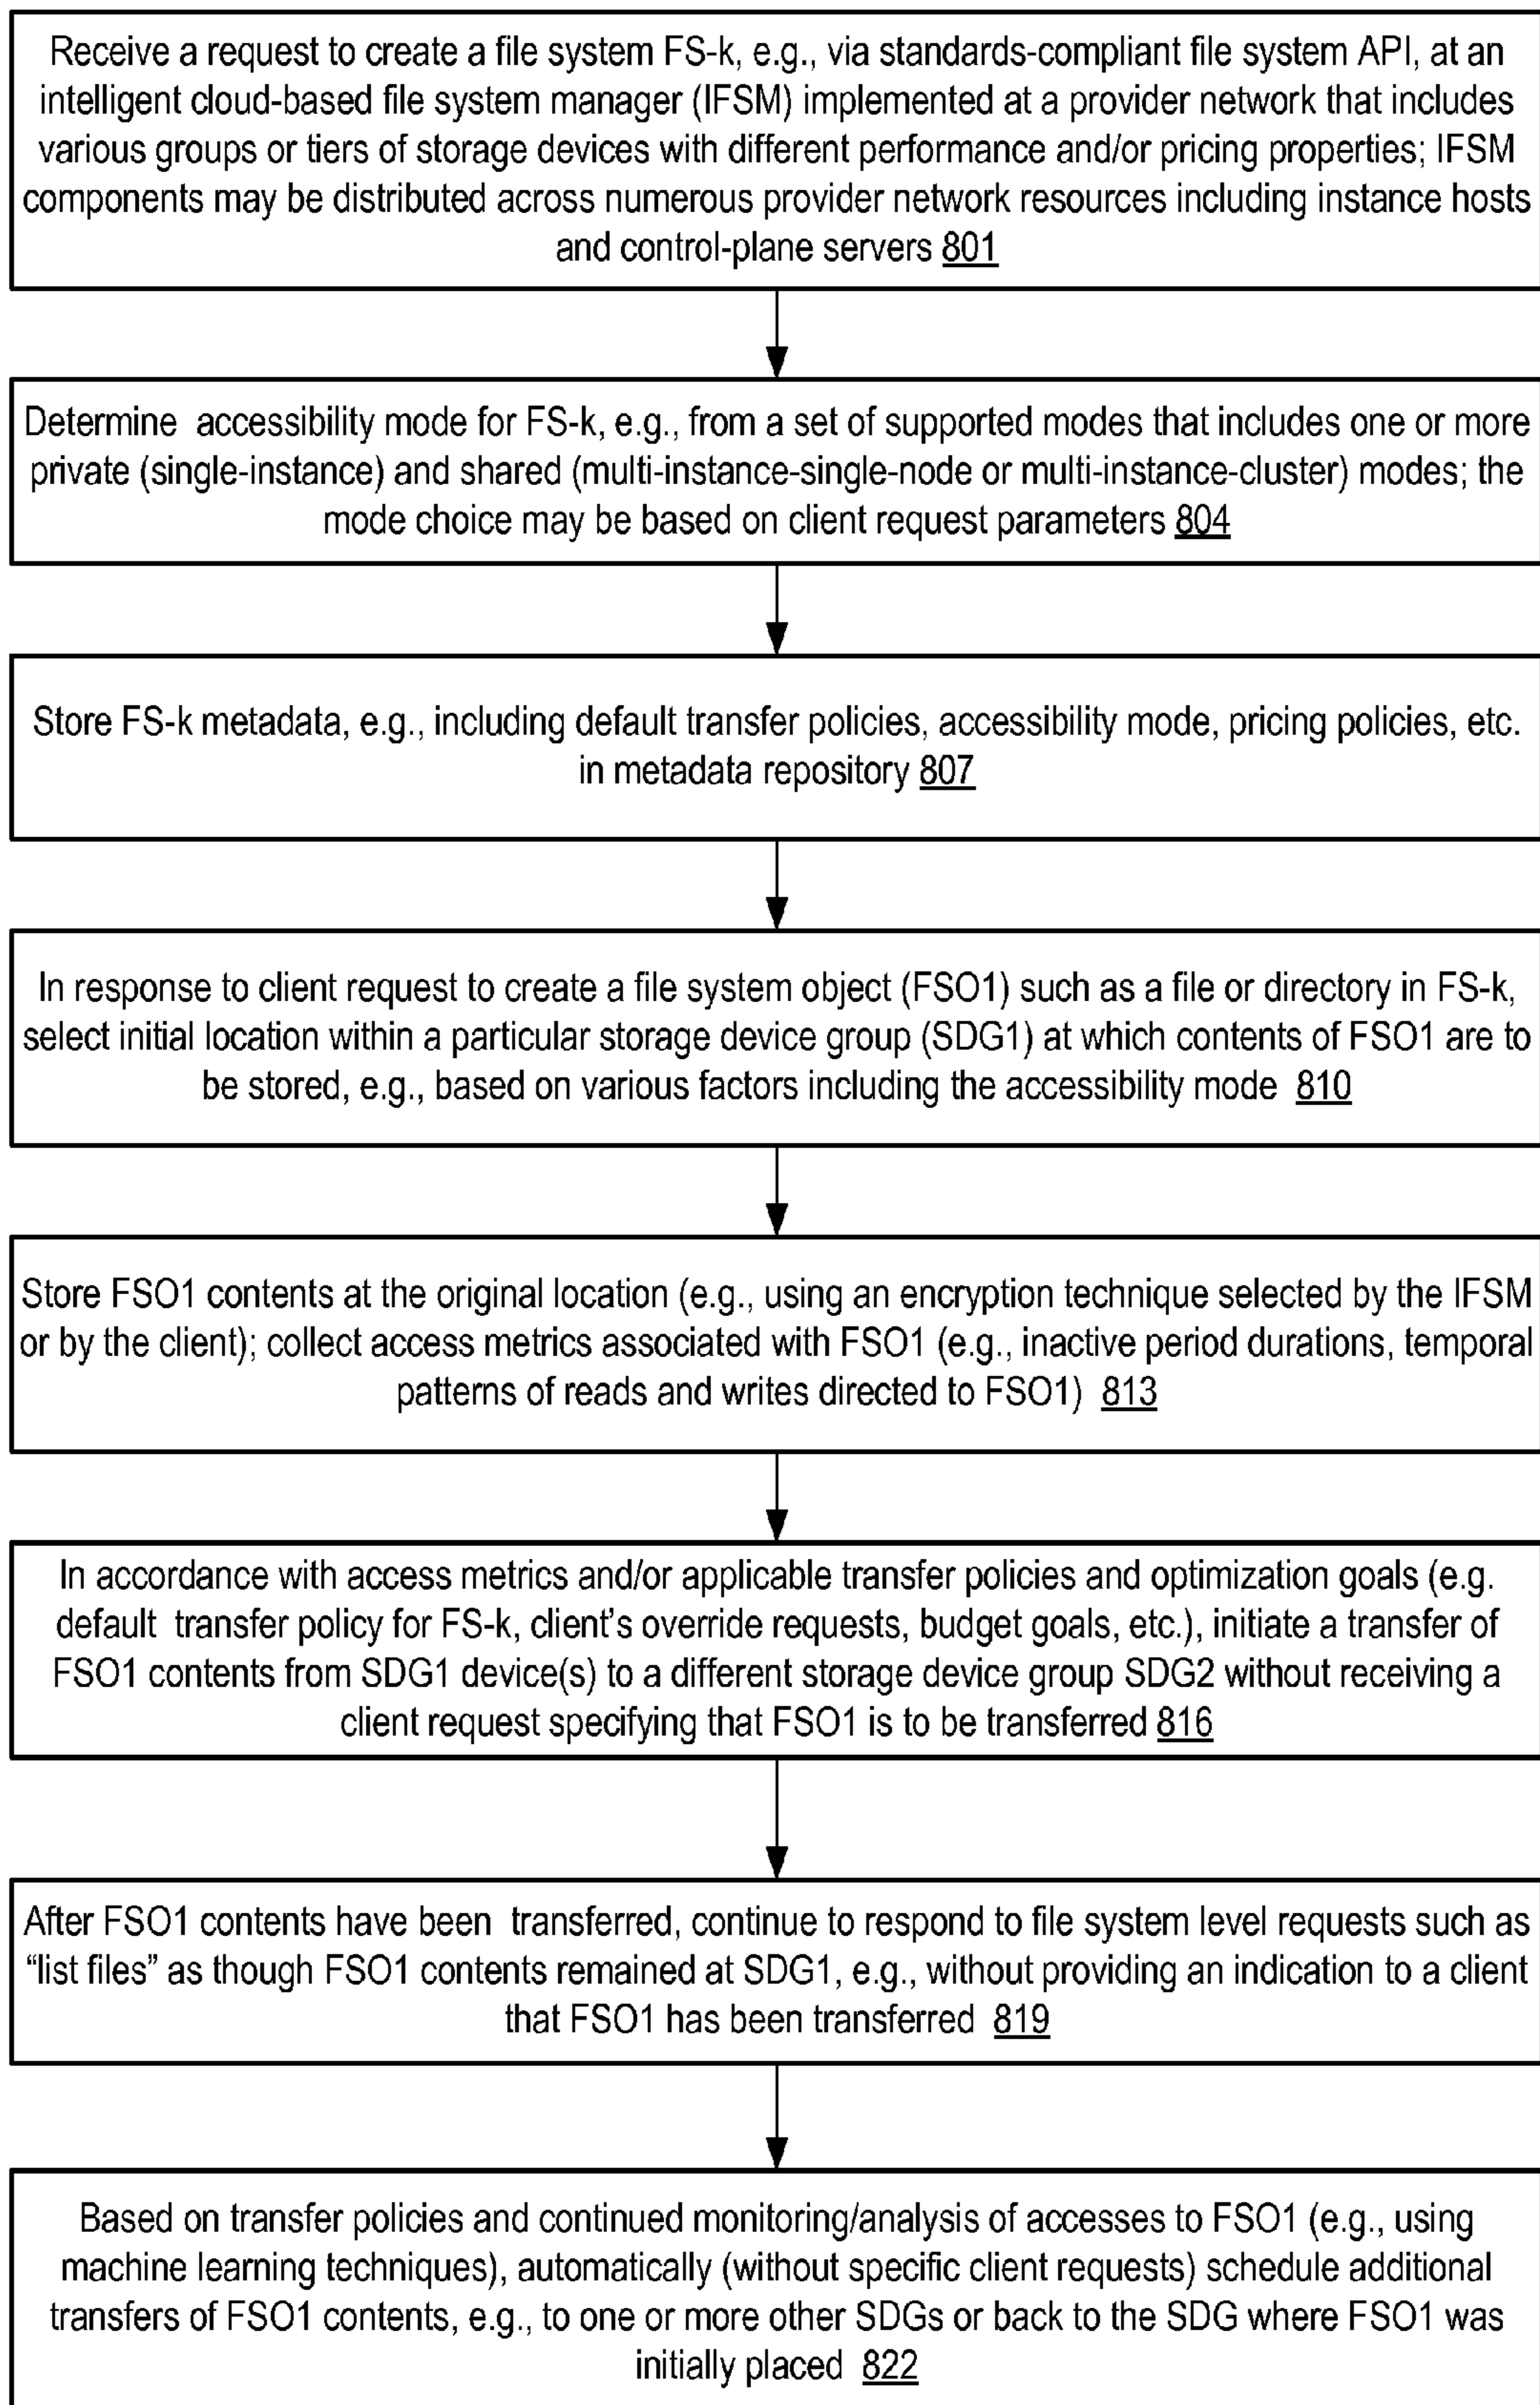 Receive a request to create a file system FS-k, e.g., via standards-compliant file system API, at an
intelligent cloud-based file system manager (IFSM) implemented at a provider network that includes
various groups or tiers of storage devices with different performance and/or pricing properties; IFSM
components may be distributed across numerous provider network resources including instance hosts
and control-plane servers 801
Determine accessibility mode for FS-k, e.g., from a set of supported modes that includes one or more
private (single-instance) and shared (multi-instance-single-node or multi-instance-cluster) modes; the
mode choice may be based on client request parameters 804
Store FS-k metadata, e.g., including default transfer policies, accessibility mode, pricing policies, etc.
in metadata repository 807
In response to client request to create a file system object (FSO1) such as a file or directory in FS-k,
select initial location within a particular storage device group (SDG1) at which contents of FSO1 are to
be stored, e.g., based on various factors including the accessibility mode 810
Store FSO1 contents at the original location (e.g., using an encryption technique selected by the IFSM
or by the client); collect access metrics associated with FSO1 (e.g., inactive period durations, temporal
patterns of reads and writes directed to FSO1) 813
In accordance with access metrics and/or applicable transfer policies and optimization goals (e.g.
default transfer policy for FS-k, client's override requests, budget goals, etc.), initiate a transfer of
FSO1 contents from SDG1 device(s) to a different storage device group SDG2 without receiving a
client request specifying that FSO1 is to be transferred 816
After FSO1 contents have been transferred, continue to respond to file system level requests such as
“list files” as though FSO1 contents remained at SDG1, e.g., without providing an indication to a client
that FSO1 has been transferred 819
Based on transfer policies and continued monitoring/analysis of accesses to FSO1 (e.g., using
machine learning techniques), automatically (without specific client requests) schedule additional
transfers of FSO1 contents, e.g., to one or more other SDGs or back to the SDG where FSO1 was
initially placed 822